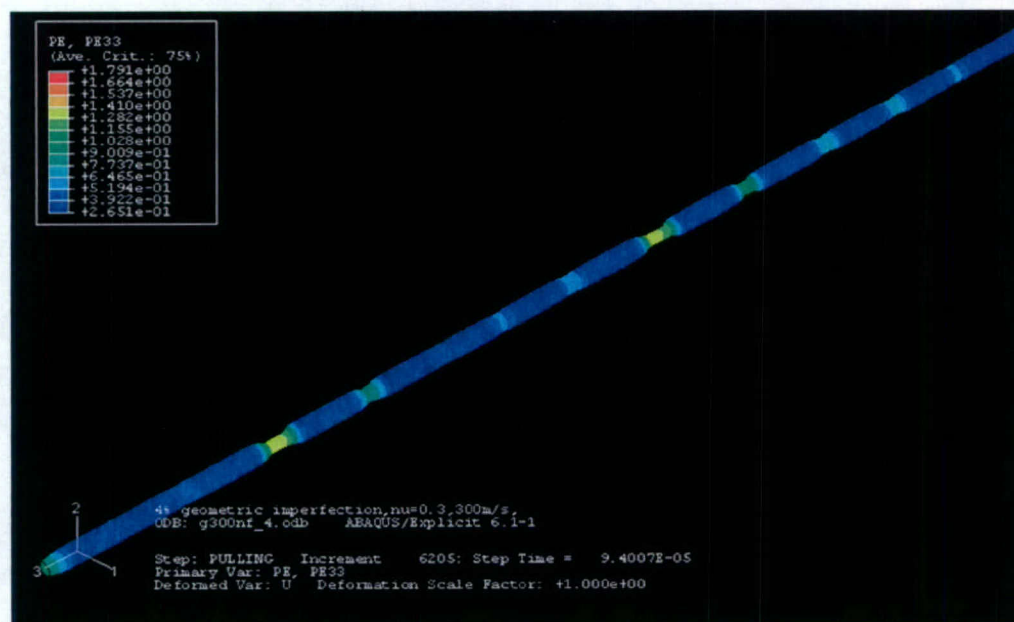 PE, PE33
(Ave. Crit.: 75%)
+1.791e+00
+1.664e+00
+1.537e+00
+1.410e+00
+1.282e+00
+1.155e+00
+1.028e+00
+9.009e-01
+7.737e-01
+6.465e-01
+5.194e-01
+3.922e-01
+2.651e-01
2
3
1
4% geometric imperfection,nu=0.3,300m/s,
ODB: g300nf_4.odb ABAQUS/Explicit 6.1-1
Step: PULLING Increment 6205: Step Time = 9.4007E-05
Primary Var: PE, PE33
Deformed Var: U Deformation Scale Factor: +1.000e+00